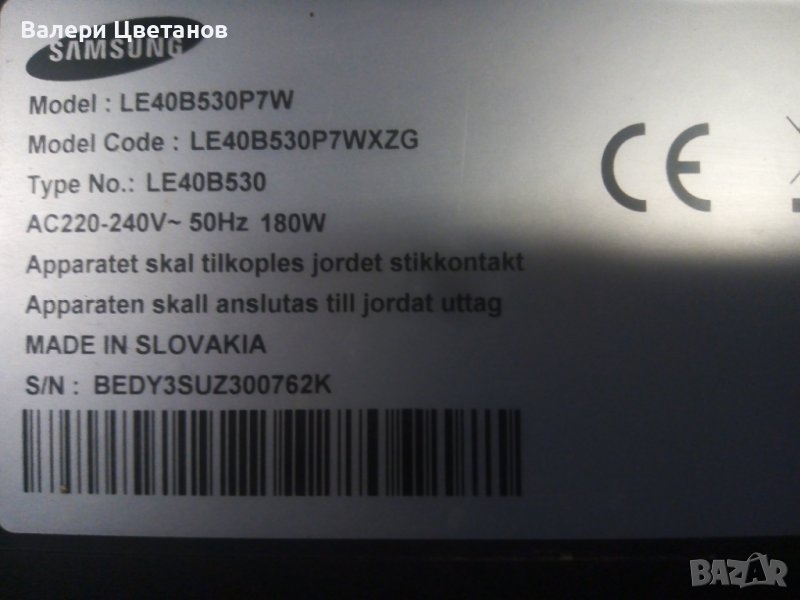 Валери Цветанов
SAMSUNG
Model : LE40B530P7W
Model Code : LE40B530P7WXZG
Type No.: LE40B530
AC220-240V~ 50Hz 180W
Apparatet skal tilkoples jordet stikkontakt
Apparaten skall anslutas till jordat uttag
MADE IN SLOVAKIA
S/N : BEDY3SUZ300762K
CE
BAZAR